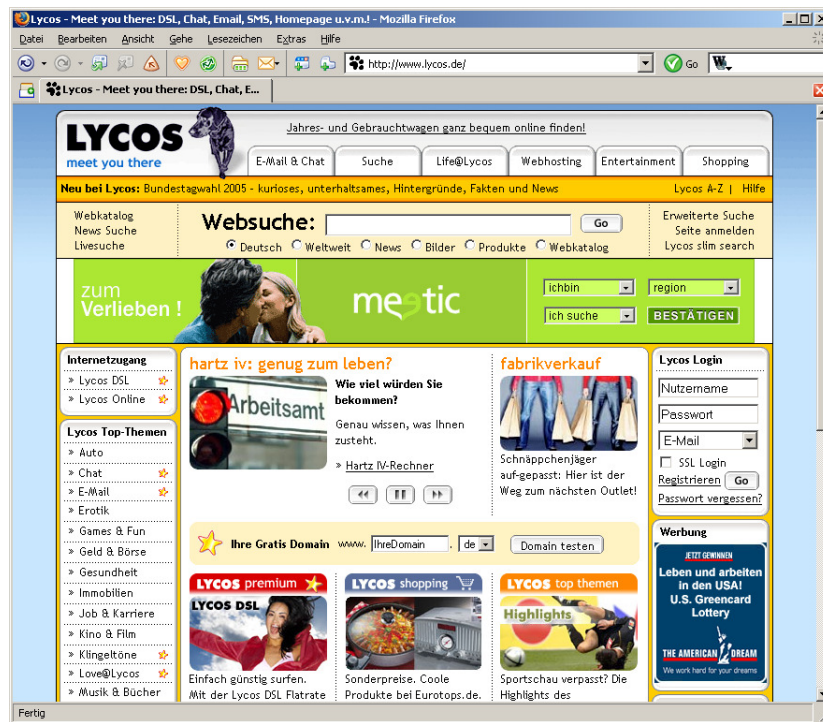 Lycos - Meet you there: DSL, Chat, Email, SMS, Homepage u.v.m.! - Mozilla Firefox
Datei Bearbeiten Ansicht Gehe Lesezeichen Extras Hilfe
http://www.lycos.de/ Go W
Lycos - Meet you there: DSL, Chat, E...
LYCOS
meet you there
Jahres- und Gebrauchtwagen ganz bequem online finden!
E-Mail & Chat Suche Life@Lycos Webhosting Entertainment Shopping
Neu bei Lycos: Bundestagwahl 2005 - kurioses, unterhaltsames, Hintergründe, Fakten und News Lycos A-Z | Hilfe
Webkatalog
News Suche
Livesuche
Websuche: Go
Deutsch Weltweit News Bilder Produkte Webkatalog
Erweiterte Suche
Seite anmelden
Lycos slim search
zum
Verlieben !
meetic
ichbin region
ich suche BESTÄTIGEN
Internetzugang
» Lycos DSL
» Lycos Online
Lycos Top-Themen
» Auto
» Chat
» E-Mail
» Erotik
» Games & Fun
» Geld & Börse
» Gesundheit
» Immobilien
» Job & Karriere
» Kino & Film
» Klingeltöne
» Love@Lycos
» Musik & Bücher
hartz iv: genug zum leben?
Arbeitsamt
Wie viel würden Sie
bekommen?
Genau wissen, was Ihnen
zusteht.
» Hartz IV-Rechner
fabrikverkauf
Schnäppchenjäger
auf-gepasst: Hier ist der
Weg zum nächsten Outlet!
Ihre Gratis Domain www. IhreDomain . de Domain testen
LYCOS premium
LYCOS DSL
Einfach günstig surfen.
Mit der Lycos DSL Flatrate
LYCOS shopping
Sonderpreise. Coole
Produkte bei Eurotops.de.
LYCOS top themen
Highlights
Sportschau verpasst? Die
Highlights des
Lycos Login
Nutzername
Passwort
E-Mail
SSL Login
Registrieren Go
Passwort vergessen?
Werbung
JETZT GEWINNEN
Leben und arbeiten
in den USA!
U.S. Greencard
Lottery
THE AMERICAN DREAM
We work hard for your dreams
Fertig